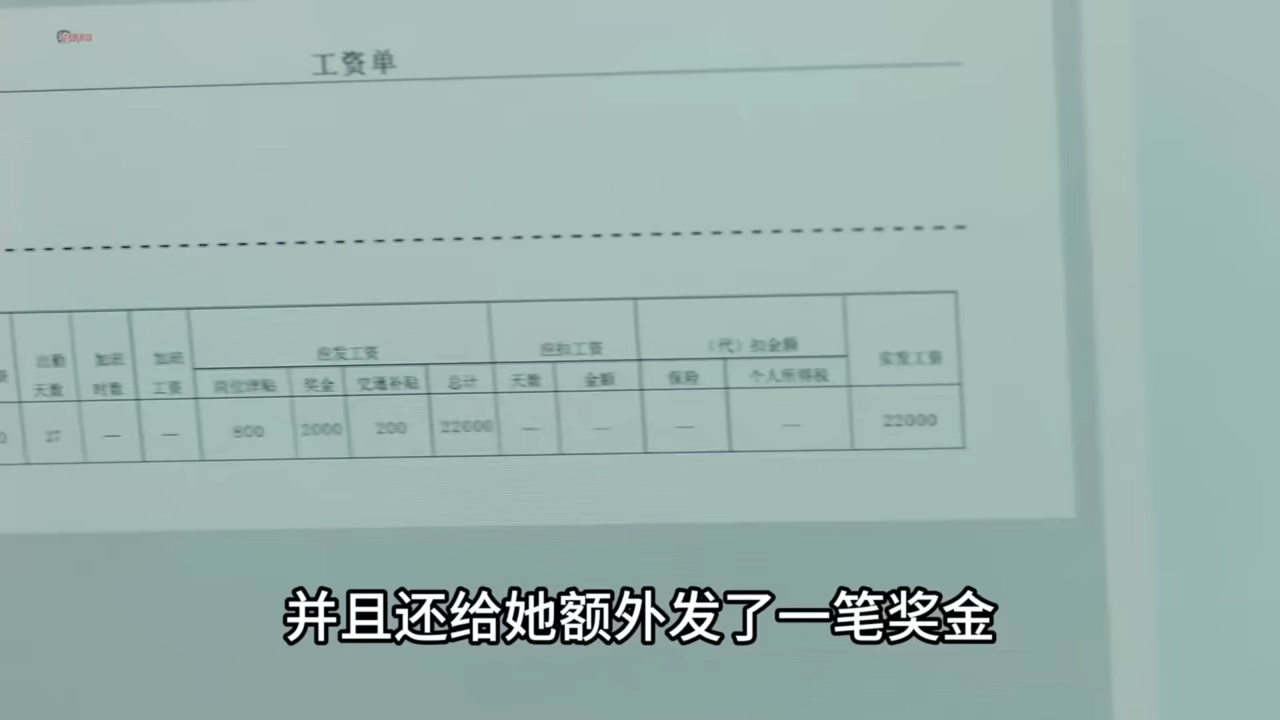 工资单
应发工资 应扣工资 （代）扣金额 实发工资
出勤天数 加班时数 加班工资 岗位津贴 奖金 交通补贴 总计 天数 金额 保险 个人所得税
27 — — 800 2000 200 22000 — — — — 22000
并且还给她额外发了一笔奖金